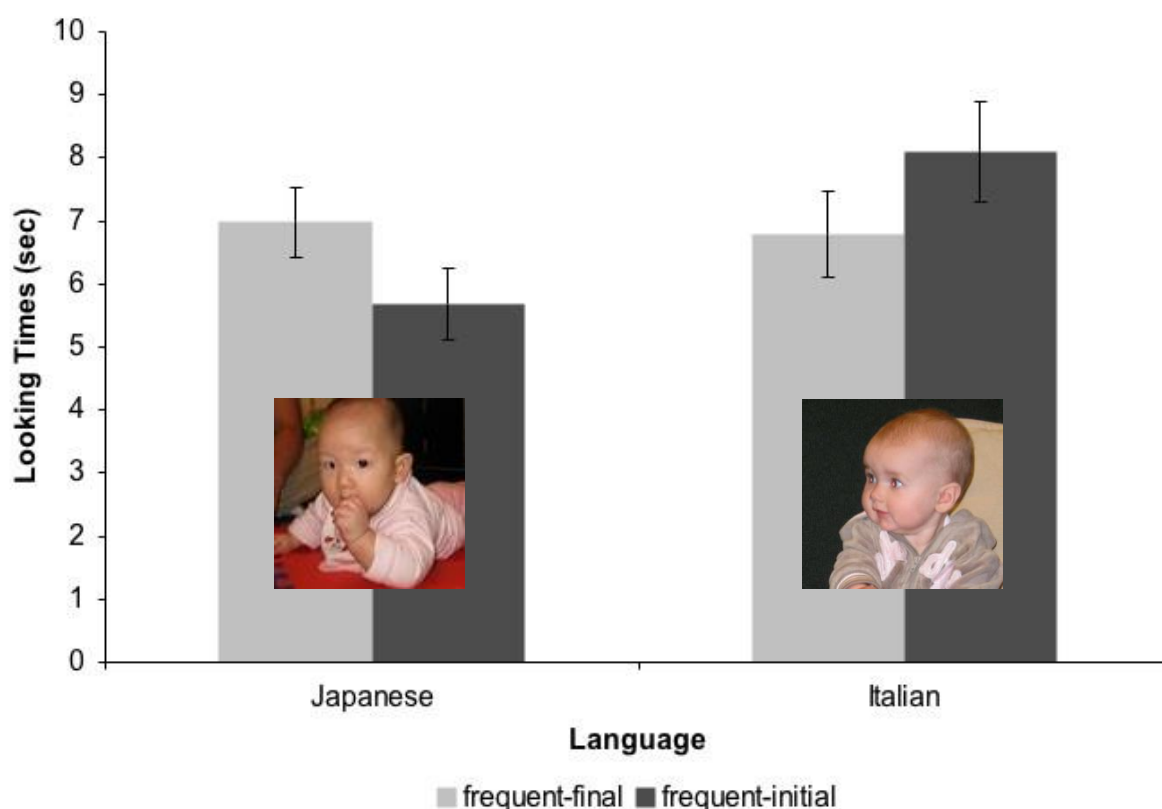 10
9
8
7
6
5
4
3
2
1
0
Looking Times (sec)
Japanese
Italian
Language
frequent-final frequent-initial